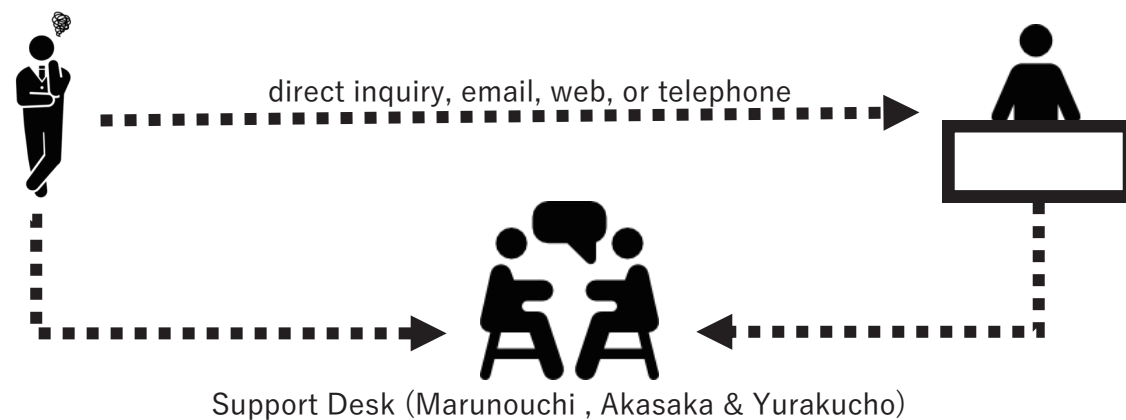 direct inquiry, email, web, or telephone
Support Desk (Marunouchi , Akasaka & Yurakucho)